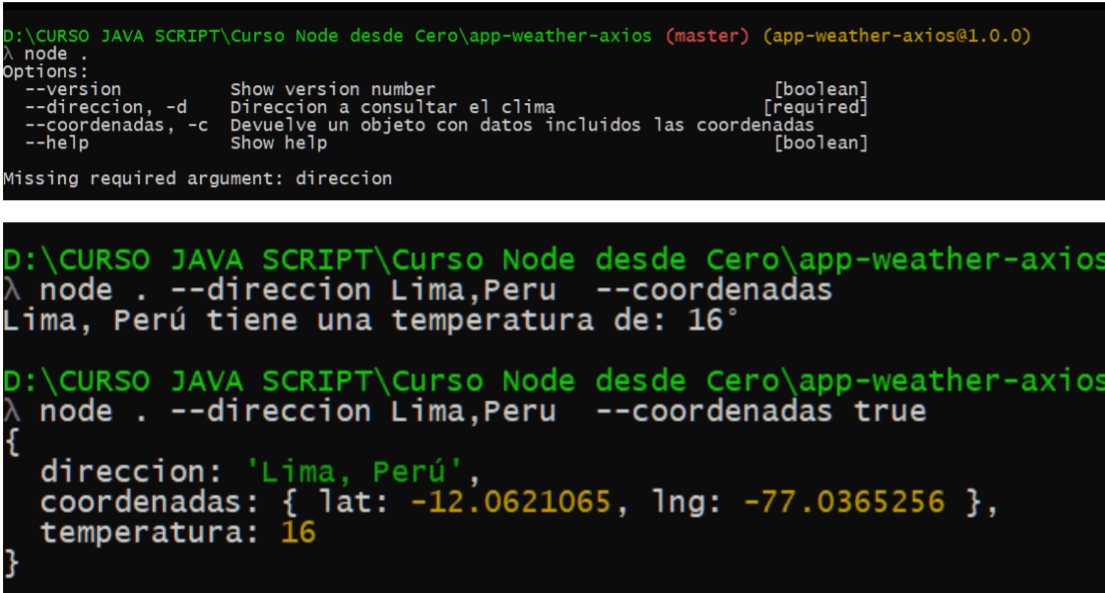 D:\CURSO JAVA SCRIPT\Curso Node desde Cero\app-weather-axios (master) (app-weather-axios@1.0.0)
λ node .
Options:
  --version          Show version number                               [boolean]
  --direccion, -d    Direccion a consultar el clima                   [required]
  --coordenadas, -c  Devuelve un objeto con datos incluidos las coordenadas
  --help             Show help                                         [boolean]
Missing required argument: direccion
D:\CURSO JAVA SCRIPT\Curso Node desde Cero\app-weather-axios
λ node . --direccion Lima,Peru  --coordenadas
Lima, Perú tiene una temperatura de: 16°
D:\CURSO JAVA SCRIPT\Curso Node desde Cero\app-weather-axios
λ node . --direccion Lima,Peru  --coordenadas true
{
  direccion: 'Lima, Perú',
  coordenadas: { lat: -12.0621065, lng: -77.0365256 },
  temperatura: 16
}